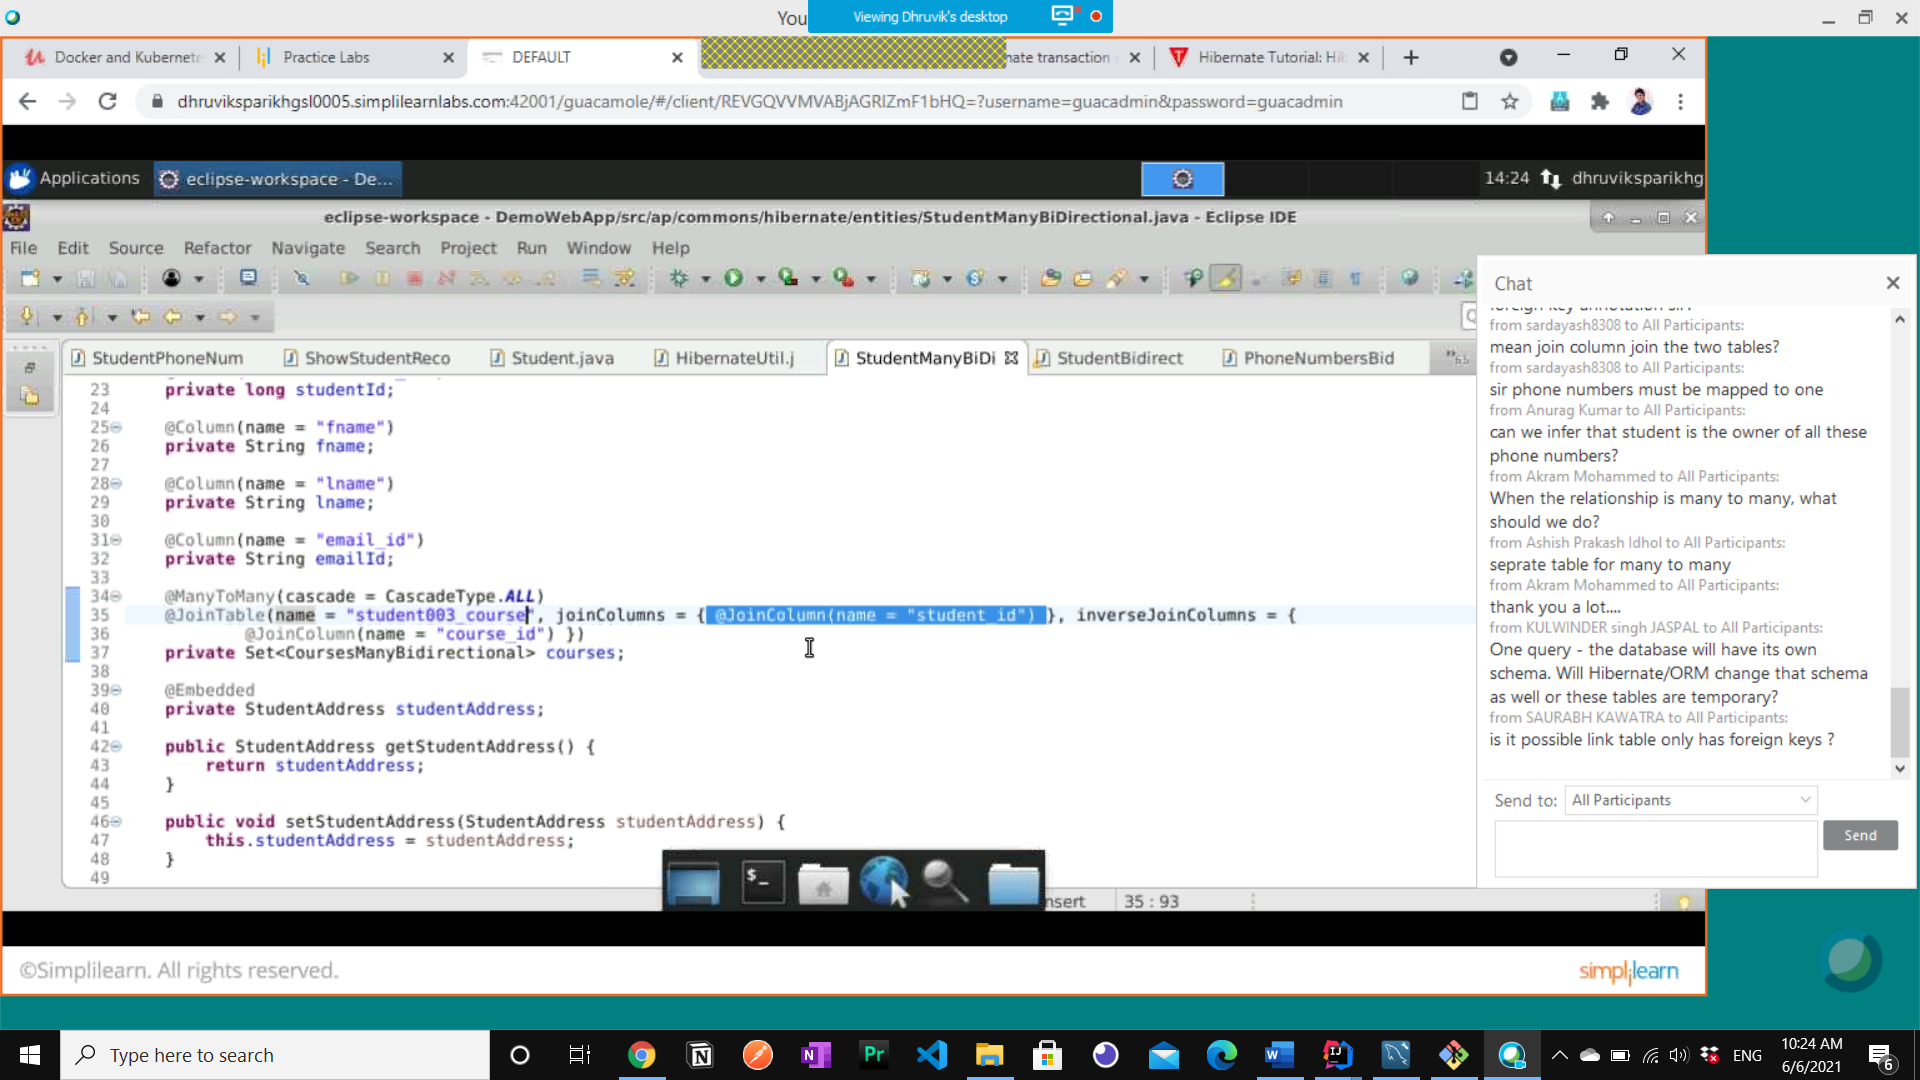 You
Viewing Dhruvik's desktop
Docker and Kubernete
Practice Labs
DEFAULT
nate transaction
Hibernate Tutorial: Hi
dhruviksparikhgsl0005.simplilearnlabs.com:42001/guacamole/#/client/REVGQVVMVABjAGRlZmF1bHQ=?username=guacadmin&password=guacadmin
Applications
eclipse-workspace - De...
14:24
dhruviksparikhg
eclipse-workspace - DemoWebApp/src/ap/commons/hibernate/entities/StudentManyBiDirectional.java - Eclipse IDE
File Edit Source Refactor Navigate Search Project Run Window Help
StudentPhoneNum
ShowStudentReco
Student.java
HibernateUtil.j
StudentManyBiDi
StudentBidirect
PhoneNumbersBid
23 private long studentId;
24
25 @Column(name = "fname")
26 private String fname;
27
28 @Column(name = "lname")
29 private String lname;
30
31 @Column(name = "email_id")
32 private String emailId;
33
34 @ManyToMany(cascade = CascadeType.ALL)
35 @JoinTable(name = "student003_course", joinColumns = { @JoinColumn(name = "student_id") }, inverseJoinColumns = {
36 @JoinColumn(name = "course_id") })
37 private Set<CoursesManyBidirectional> courses;
38
39 @Embedded
40 private StudentAddress studentAddress;
41
42 public StudentAddress getStudentAddress() {
43 return studentAddress;
44 }
45
46 public void setStudentAddress(StudentAddress studentAddress) {
47 this.studentAddress = studentAddress;
48 }
49
nsert
35 : 93
Chat
from sardayash8308 to All Participants:
mean join column join the two tables?
from sardayash8308 to All Participants:
sir phone numbers must be mapped to one
from Anurag Kumar to All Participants:
can we infer that student is the owner of all these
phone numbers?
from Akram Mohammed to All Participants:
When the relationship is many to many, what
should we do?
from Ashish Prakash Idhol to All Participants:
seprate table for many to many
from Akram Mohammed to All Participants:
thank you a lot....
from KULWINDER singh JASPAL to All Participants:
One query - the database will have its own
schema. Will Hibernate/ORM change that schema
as well or these tables are temporary?
from SAURABH KAWATRA to All Participants:
is it possible link table only has foreign keys ?
Send to:
All Participants
Send
©Simplilearn. All rights reserved.
simplilearn
Type here to search
ENG
10:24 AM
6/6/2021
6